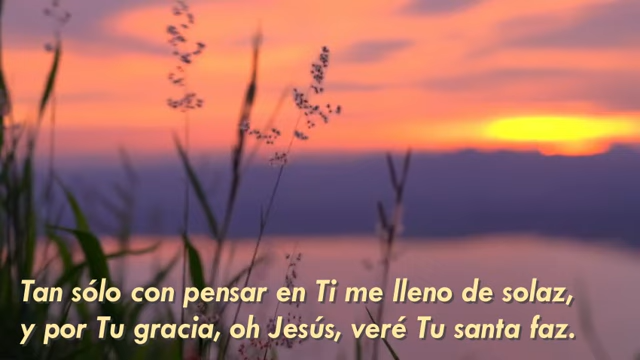 Tan sólo con pensar en Ti me lleno de solaz,
y por Tu gracia, oh Jesús, veré Tu santa faz.